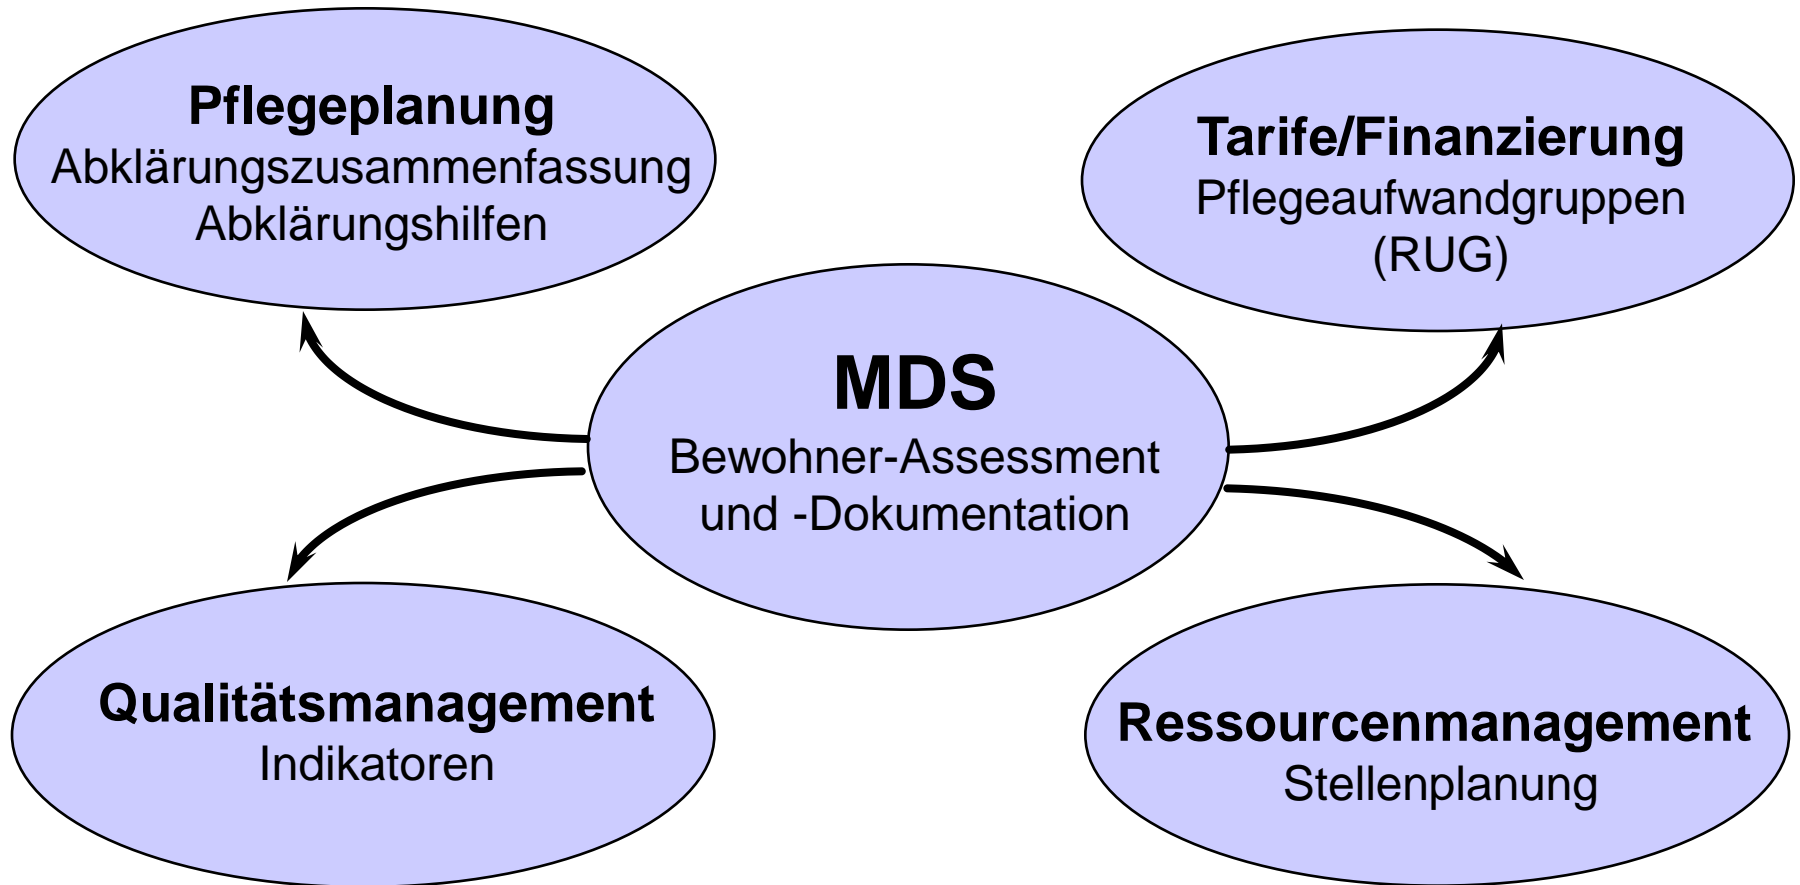 Pflegeplanung
Abklärungszusammenfassung
Abklärungshilfen
Tarife/Finanzierung
Pflegeaufwandgruppen
(RUG)
MDS
Bewohner-Assessment
und -Dokumentation
Qualitätsmanagement
Indikatoren
Ressourcenmanagement
Stellenplanung